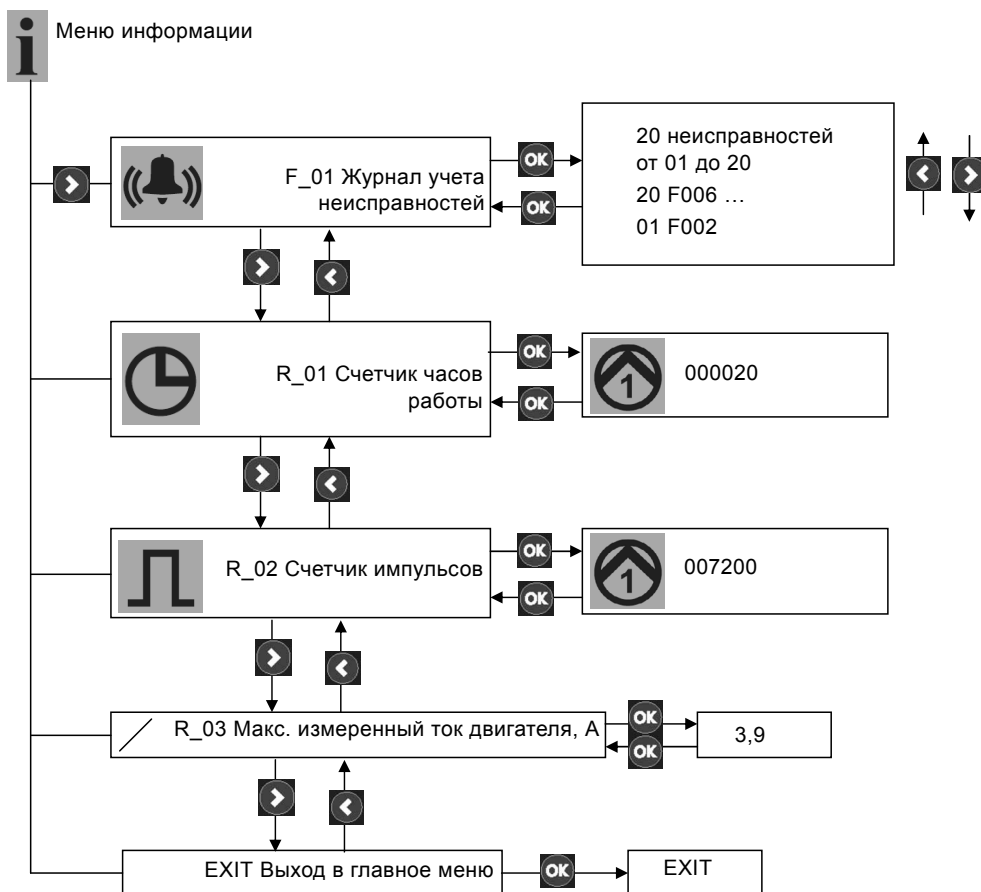 i Меню информации
F_01 Журнал учета
неисправностей
OK
OK
20 неисправностей
от 01 до 20
20 F006 …
01 F002
R_01 Счетчик часов
работы
OK
OK
1
000020
R_02 Счетчик импульсов
OK
OK
1
007200
R_03 Макс. измеренный ток двигателя, А
OK
OK
3,9
EXIT Выход в главное меню
OK
EXIT